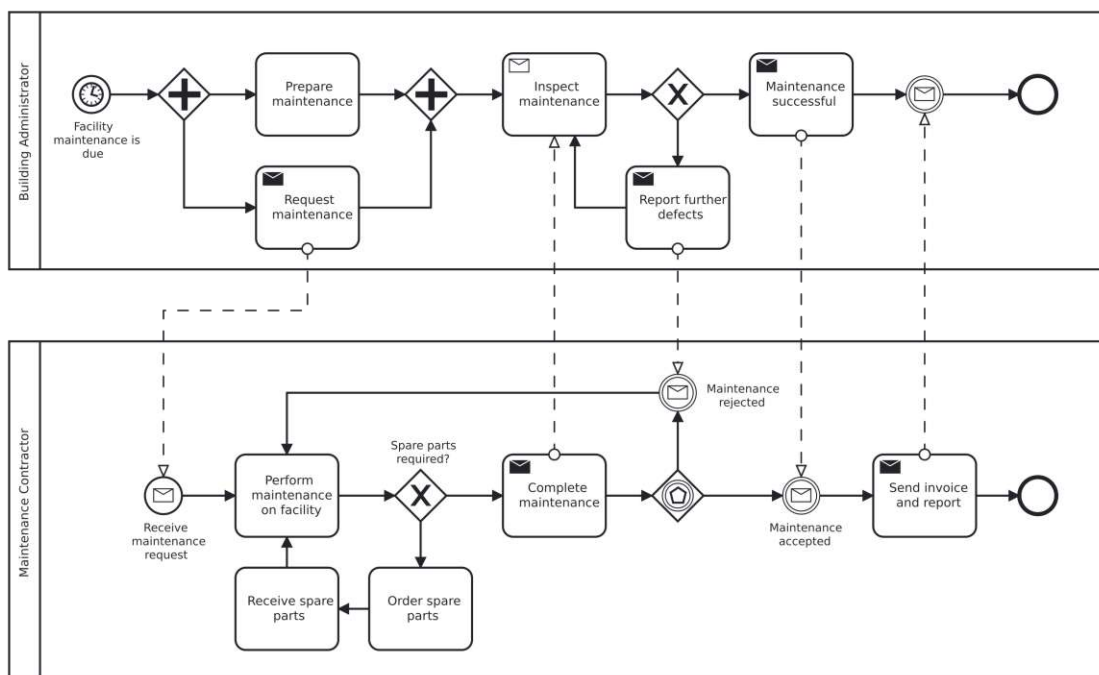 Building Administrator
Facility
maintenance is
due
Prepare
maintenance
Request
maintenance
Inspect
maintenance
Report further
defects
Maintenance
successful
Maintenance Contractor
Receive
maintenance
request
Perform
maintenance
on facility
Receive spare
parts
Spare parts
required?
Order spare
parts
Complete
maintenance
Maintenance
rejected
Maintenance
accepted
Send invoice
and report